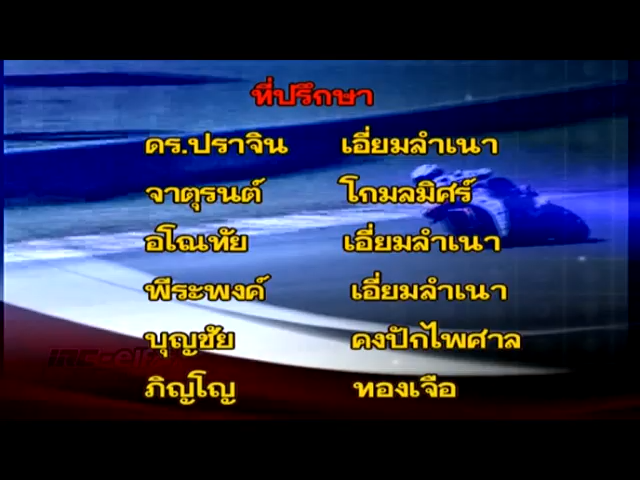 ที่ปรึกษา
ดร.ปราจิน เอี่ยมลำเนา
จาตุรนต์ โกมลมิศร์
อโณทัย เอี่ยมลำเนา
พีระพงค์ เอี่ยมลำเนา
บุญชัย คงปักไพศาล
ภิญโญ ทองเจือ